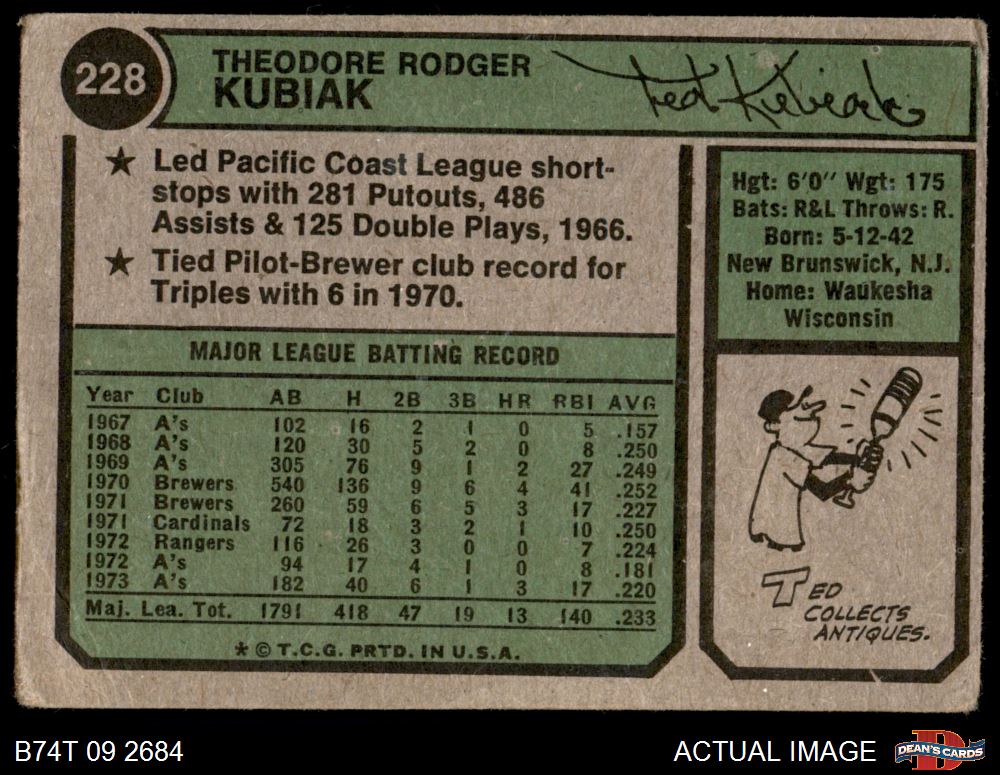 228
THEODORE RODGER
KUBIAK
Ted Kubiak
★ Led Pacific Coast League short-
stops with 281 Putouts, 486
Assists & 125 Double Plays, 1966.
★ Tied Pilot-Brewer club record for
Triples with 6 in 1970.
Hgt: 6'0" Wgt: 175
Bats: R&L Throws: R.
Born: 5-12-42
New Brunswick, N.J.
Home: Waukesha
Wisconsin
MAJOR LEAGUE BATTING RECORD
Year Club AB H 2B 3B HR RBI AVG
1967 A's 102 16 2 1 0 5 .157
1968 A's 120 30 5 2 0 8 .250
1969 A's 305 76 9 1 2 27 .249
1970 Brewers 540 136 9 6 4 41 .252
1971 Brewers 260 59 6 5 3 17 .227
1971 Cardinals 72 18 3 2 1 10 .250
1972 Rangers 116 26 3 0 0 7 .224
1972 A's 94 17 4 1 0 8 .181
1973 A's 182 40 6 1 3 17 .220
Maj. Lea. Tot. 1791 418 47 19 13 140 .233
* © T.C.G. PRTD. IN U.S.A.
TED
COLLECTS
ANTIQUES.
B74T 09 2684
ACTUAL IMAGE
DEAN'S CARDS